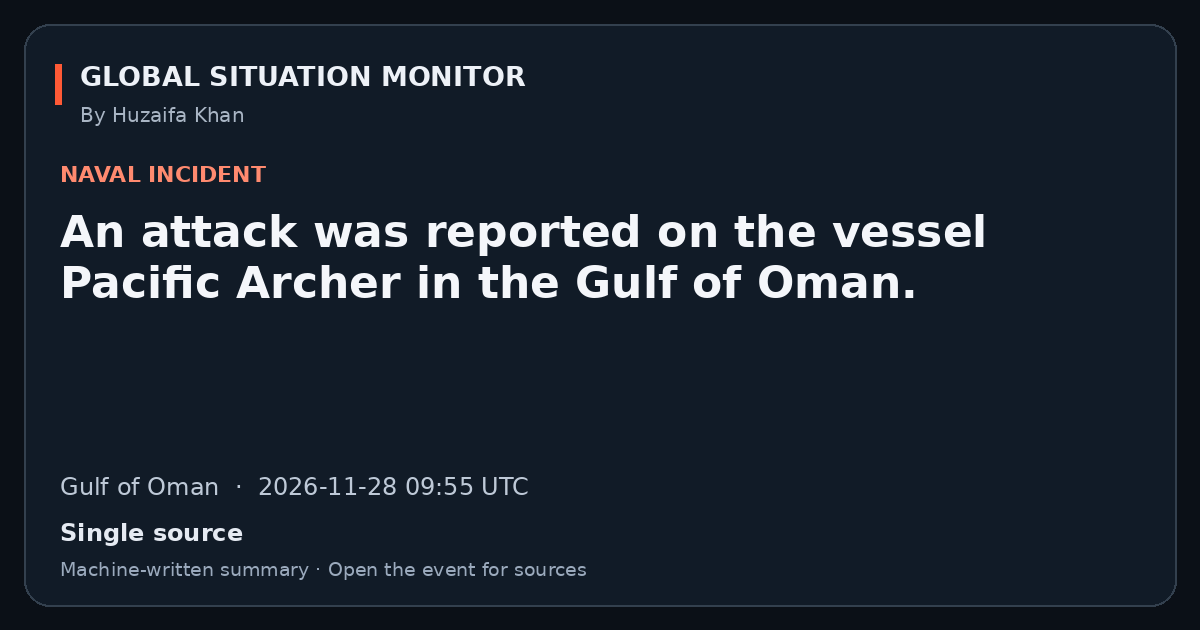 GLOBAL SITUATION MONITOR
By Huzaifa Khan
NAVAL INCIDENT
An attack was reported on the vessel
Pacific Archer in the Gulf of Oman.
Gulf of Oman · 2026-11-28 09:55 UTC
Single source
Machine-written summary · Open the event for sources